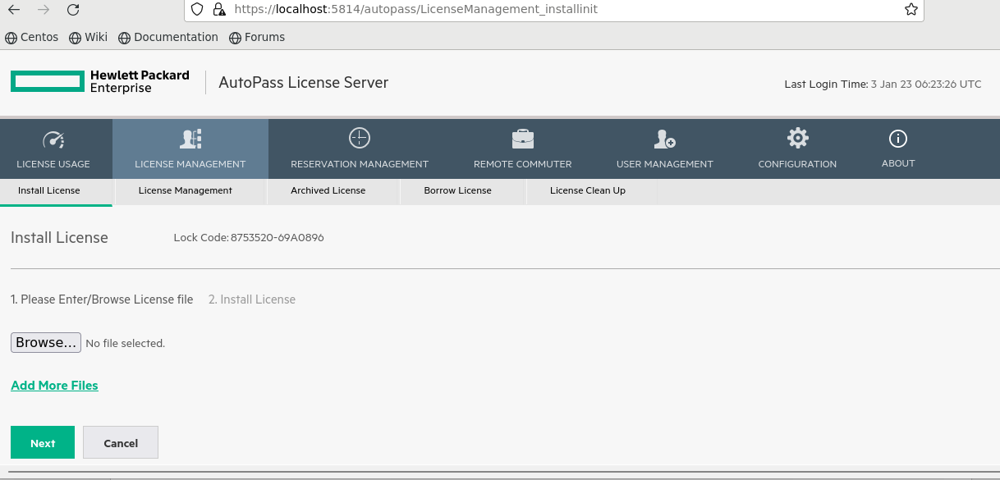 https://localhost:5814/autopass/LicenseManagement_installinit
Centos Wiki Documentation Forums
Hewlett Packard
Enterprise
AutoPass License Server
Last Login Time: 3 Jan 23 06:23:26 UTC
LICENSE USAGE LICENSE MANAGEMENT RESERVATION MANAGEMENT REMOTE COMMUTER USER MANAGEMENT CONFIGURATION ABOUT
Install License License Management Archived License Borrow License License Clean Up
Install License Lock Code: 8753520-69A0896
1. Please Enter/Browse License file 2. Install License
Browse... No file selected.
Add More Files
Next Cancel